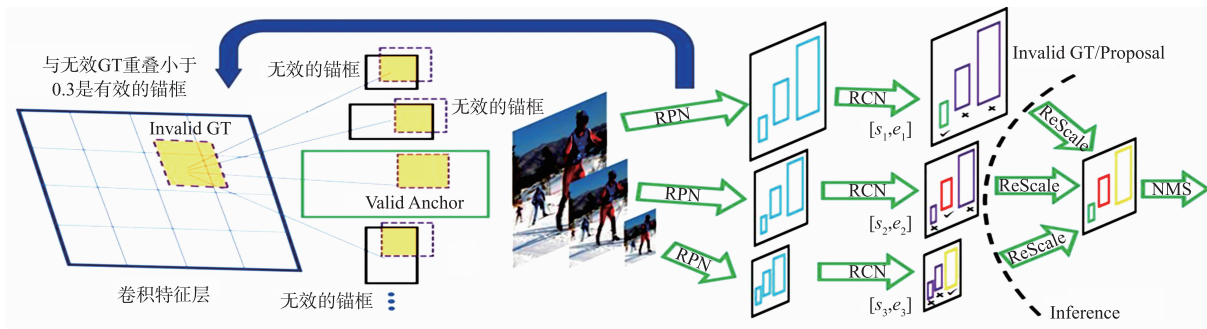 与无效GT重叠小于
0.3是有效的锚框
Invalid GT
卷积特征层
无效的锚框
无效的锚框
Valid Anchor
无效的锚框
RPN
RPN
RPN
RCN
[s₁,e₁]
RCN
[s₂,e₂]
RCN
[s₃,e₃]
Invalid GT/Proposal
ReScale
ReScale
ReScale
NMS
Inference